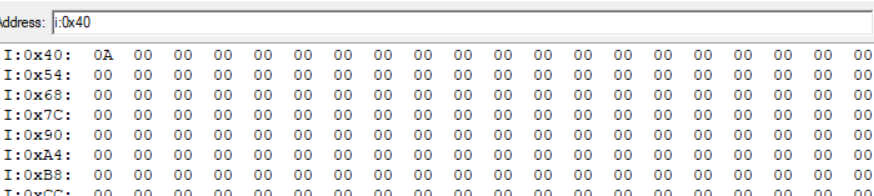 Address: i:0x40
I:0x40: 0A 00 00 00 00 00 00 00 00 00 00 00 00 00 00 00 00 00 00 00
I:0x54: 00 00 00 00 00 00 00 00 00 00 00 00 00 00 00 00 00 00 00 00
I:0x68: 00 00 00 00 00 00 00 00 00 00 00 00 00 00 00 00 00 00 00 00
I:0x7C: 00 00 00 00 00 00 00 00 00 00 00 00 00 00 00 00 00 00 00 00
I:0x90: 00 00 00 00 00 00 00 00 00 00 00 00 00 00 00 00 00 00 00 00
I:0xA4: 00 00 00 00 00 00 00 00 00 00 00 00 00 00 00 00 00 00 00 00
I:0xB8: 00 00 00 00 00 00 00 00 00 00 00 00 00 00 00 00 00 00 00 00
I:0xCC: 00 00 00 00 00 00 00 00 00 00 00 00 00 00 00 00 00 00 00 00